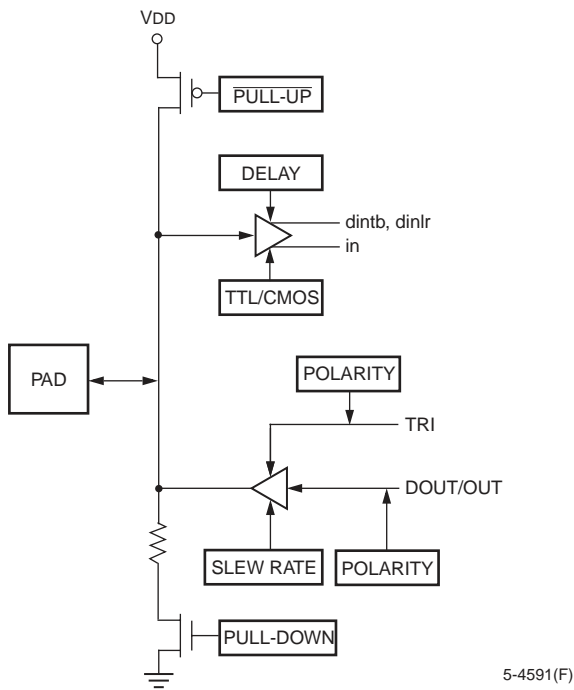 VDD
PULL-UP
DELAY
dintb, dinlr
in
TTL/CMOS
PAD
POLARITY
TRI
DOUT/OUT
SLEW RATE
POLARITY
PULL-DOWN
5-4591(F)